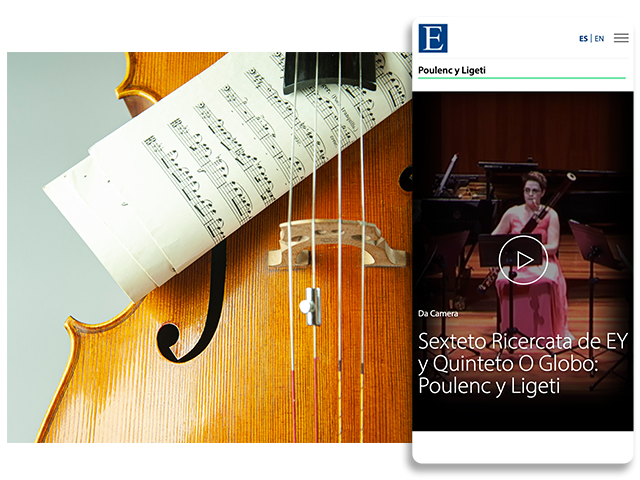 E
ES | EN
Poulenc y Ligeti
Da Camera
Sexteto Ricercata de EY
y Quinteto O Globo:
Poulenc y Ligeti